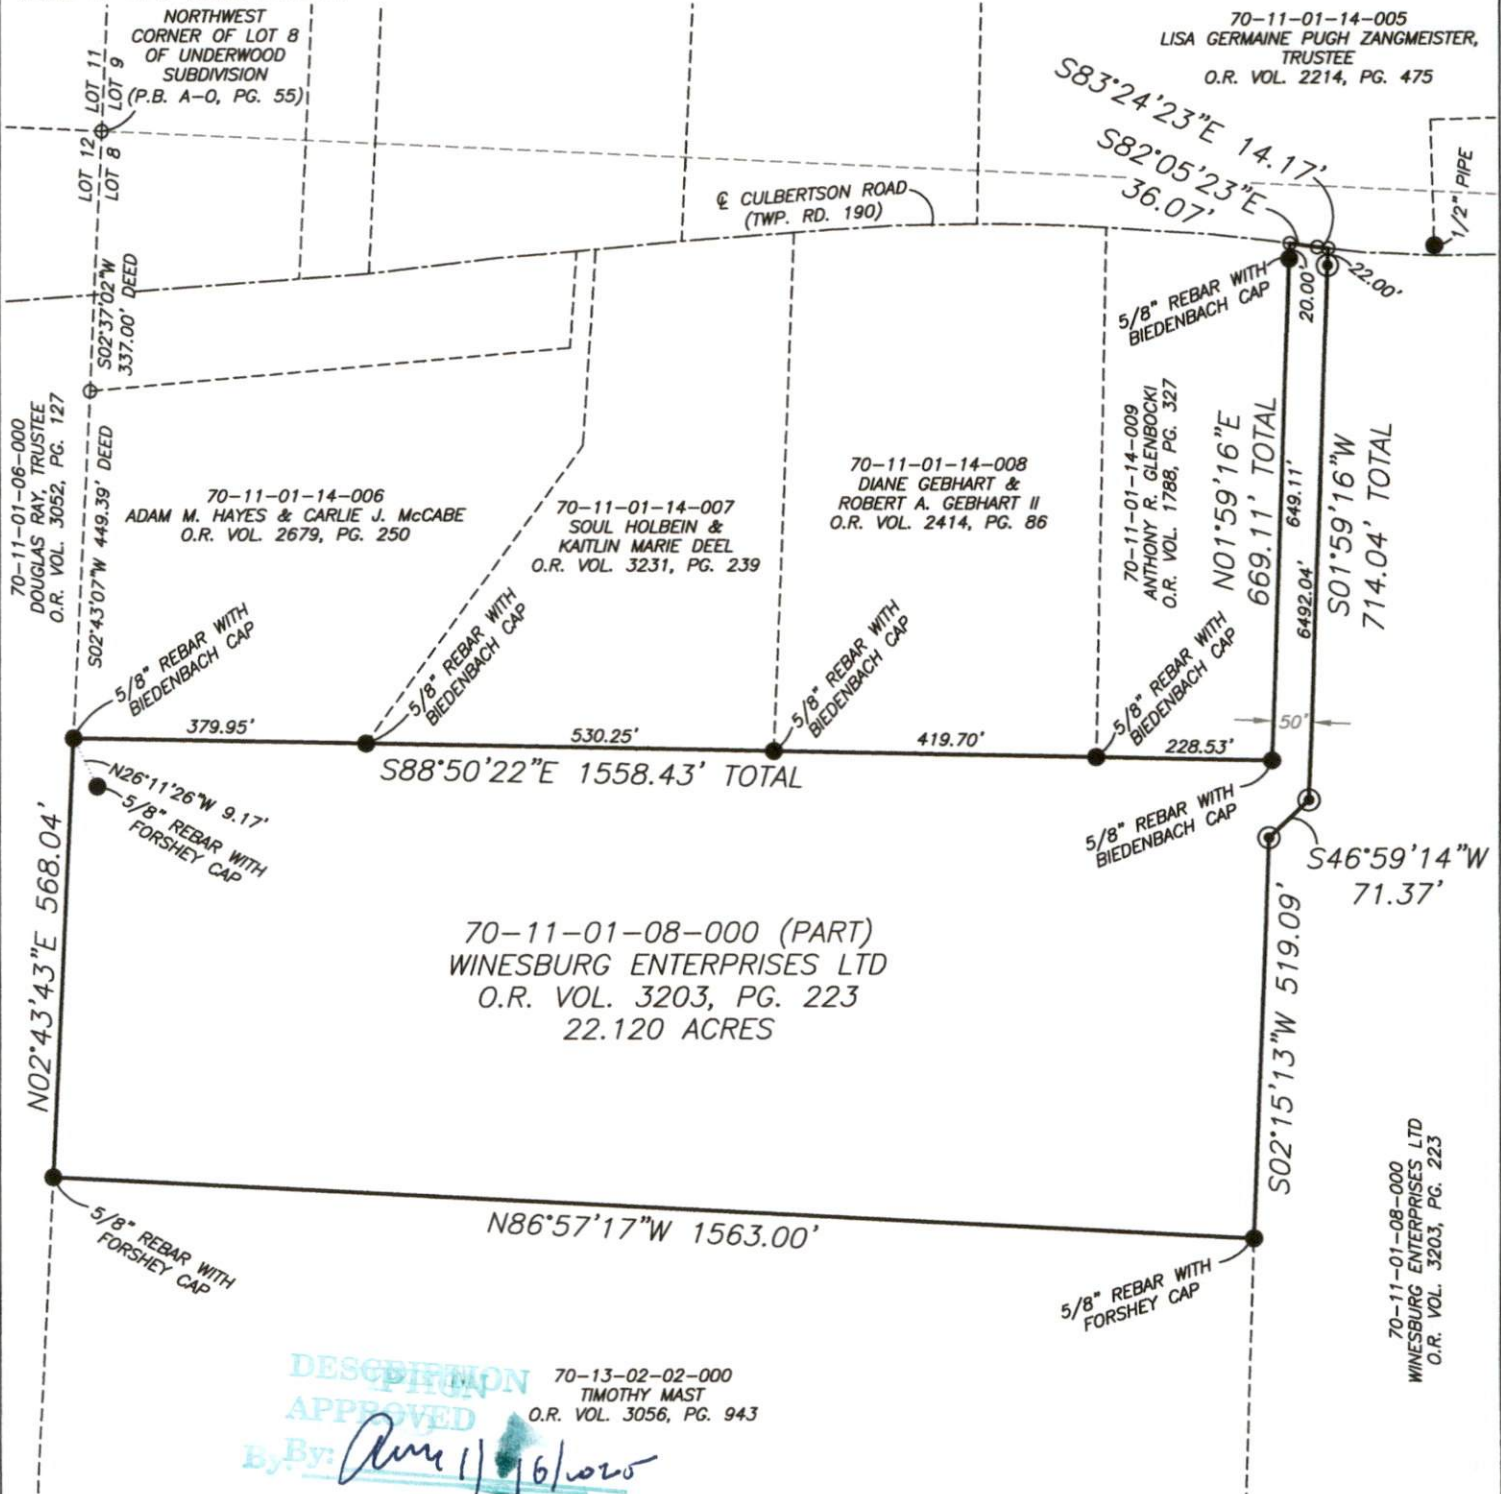 NORTHWEST
CORNER OF LOT 8
OF UNDERWOOD
SUBDIVISION
(P.B. A-O, PG. 55)
LOT 11
LOT 9
LOT 12
LOT 8
70-11-01-14-005
LISA GERMAINE PUGH ZANGMEISTER,
TRUSTEE
O.R. VOL. 2214, PG. 475
S83°24'23"E 14.17'
S82°05'23"E
36.07'
1/2" PIPE
℄ CULBERTSON ROAD
(TWP. RD. 190)
S02°37'02"W
337.00' DEED
5/8" REBAR WITH
BIEDENBACH CAP
20.00'
22.00'
70-11-01-06-000
DOUGLAS RAY, TRUSTEE
O.R. VOL. 3052, PG. 127
S02°43'07"W 449.39' DEED
70-11-01-14-006
ADAM M. HAYES & CARLIE J. McCABE
O.R. VOL. 2679, PG. 250
70-11-01-14-007
SOUL HOLBEIN &
KAITLIN MARIE DEEL
O.R. VOL. 3231, PG. 239
70-11-01-14-008
DIANE GEBHART &
ROBERT A. GEBHART II
O.R. VOL. 2414, PG. 86
70-11-01-14-009
ANTHONY R. GLENBOCKI
O.R. VOL. 1788, PG. 327
N01°59'16"E
669.11' TOTAL
649.11'
6492.04'
S01°59'16"W
714.04' TOTAL
5/8" REBAR WITH
BIEDENBACH CAP
5/8" REBAR WITH
BIEDENBACH CAP
5/8" REBAR WITH
BIEDENBACH CAP
5/8" REBAR WITH
BIEDENBACH CAP
379.95'
530.25'
419.70'
228.53'
50'
S88°50'22"E 1558.43' TOTAL
N26°11'26"W 9.17'
5/8" REBAR WITH
FORSHEY CAP
5/8" REBAR WITH
BIEDENBACH CAP
S46°59'14"W
71.37'
N02°43'43"E 568.04'
70-11-01-08-000 (PART)
WINESBURG ENTERPRISES LTD
O.R. VOL. 3203, PG. 223
22.120 ACRES
S02°15'13"W 519.09'
N86°57'17"W 1563.00'
5/8" REBAR WITH
FORSHEY CAP
5/8" REBAR WITH
FORSHEY CAP
70-11-01-08-000
WINESBURG ENTERPRISES LTD
O.R. VOL. 3203, PG. 223
70-13-02-02-000
TIMOTHY MAST
O.R. VOL. 3056, PG. 943
DESCRIPTION
APPROVED
By: By: